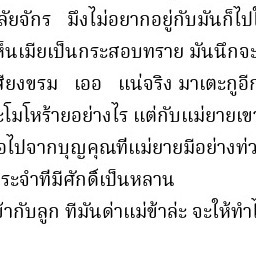 ลัยจักร มึงไม่อยากอยู่กับมันก็ไป
ห็นเมียเป็นกระสอบทราย มันนึกจะ
สียงขรม เออ แน่จริง มาเตะกูอีก
ะโมโหร้ายอย่างไร แต่กับแม่ยายเขา
อไปจากบุญคุณที่แม่ยายมีอย่างท่ว
ระจำที่มีศักดิ์เป็นหลาน
ข้ากับลูก ทีมันด่าแม่ข้าล่ะ จะให้ทำไ